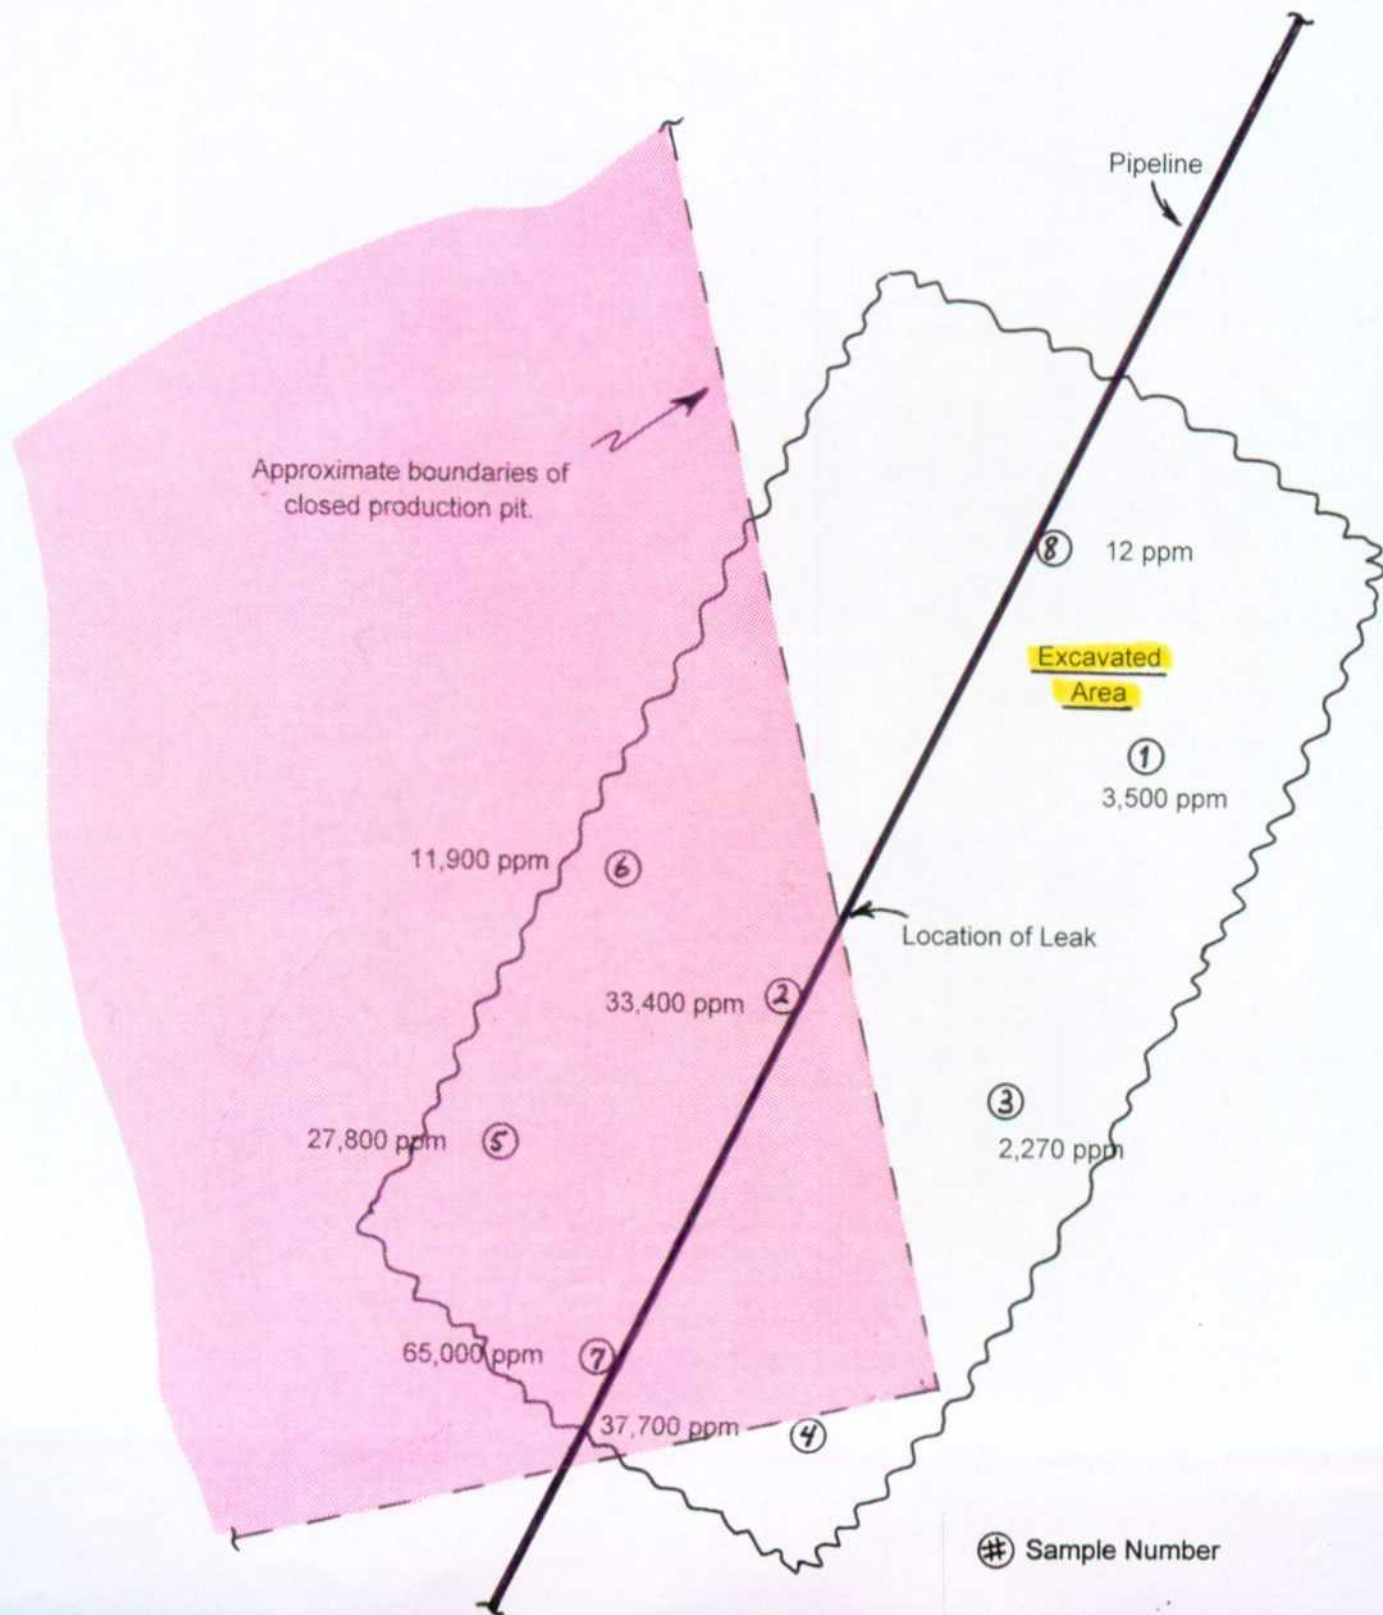 Pipeline
Approximate boundaries of
closed production pit.
8 12 ppm
Excavated
Area
1
3,500 ppm
11,900 ppm 6
Location of Leak
33,400 ppm 2
3
2,270 ppm
27,800 ppm 5
65,000 ppm 7
37,700 ppm 4
# Sample Number